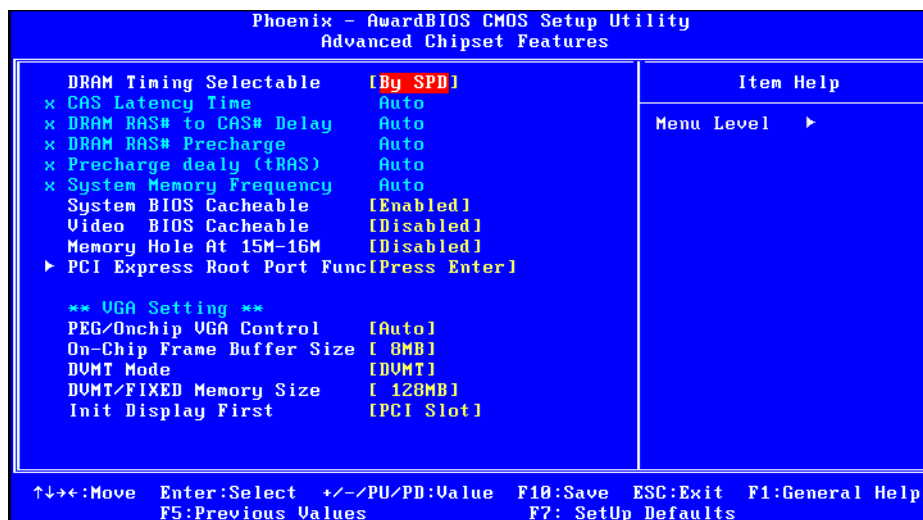 Phoenix - AwardBIOS CMOS Setup Utility
Advanced Chipset Features
DRAM Timing Selectable [By SPD]
x CAS Latency Time Auto
x DRAM RAS# to CAS# Delay Auto
x DRAM RAS# Precharge Auto
x Precharge dealy (tRAS) Auto
x System Memory Frequency Auto
System BIOS Cacheable [Enabled]
Video BIOS Cacheable [Disabled]
Memory Hole At 15M-16M [Disabled]
► PCI Express Root Port Func[Press Enter]
** VGA Setting **
PEG/Onchip VGA Control [Auto]
On-Chip Frame Buffer Size [ 8MB]
DVMT Mode [DVMT]
DVMT/FIXED Memory Size [ 128MB]
Init Display First [PCI Slot]
Item Help
Menu Level ►
↑↓→←:Move Enter:Select +/-/PU/PD:Value F10:Save ESC:Exit F1:General Help
F5:Previous Values F7: SetUp Defaults